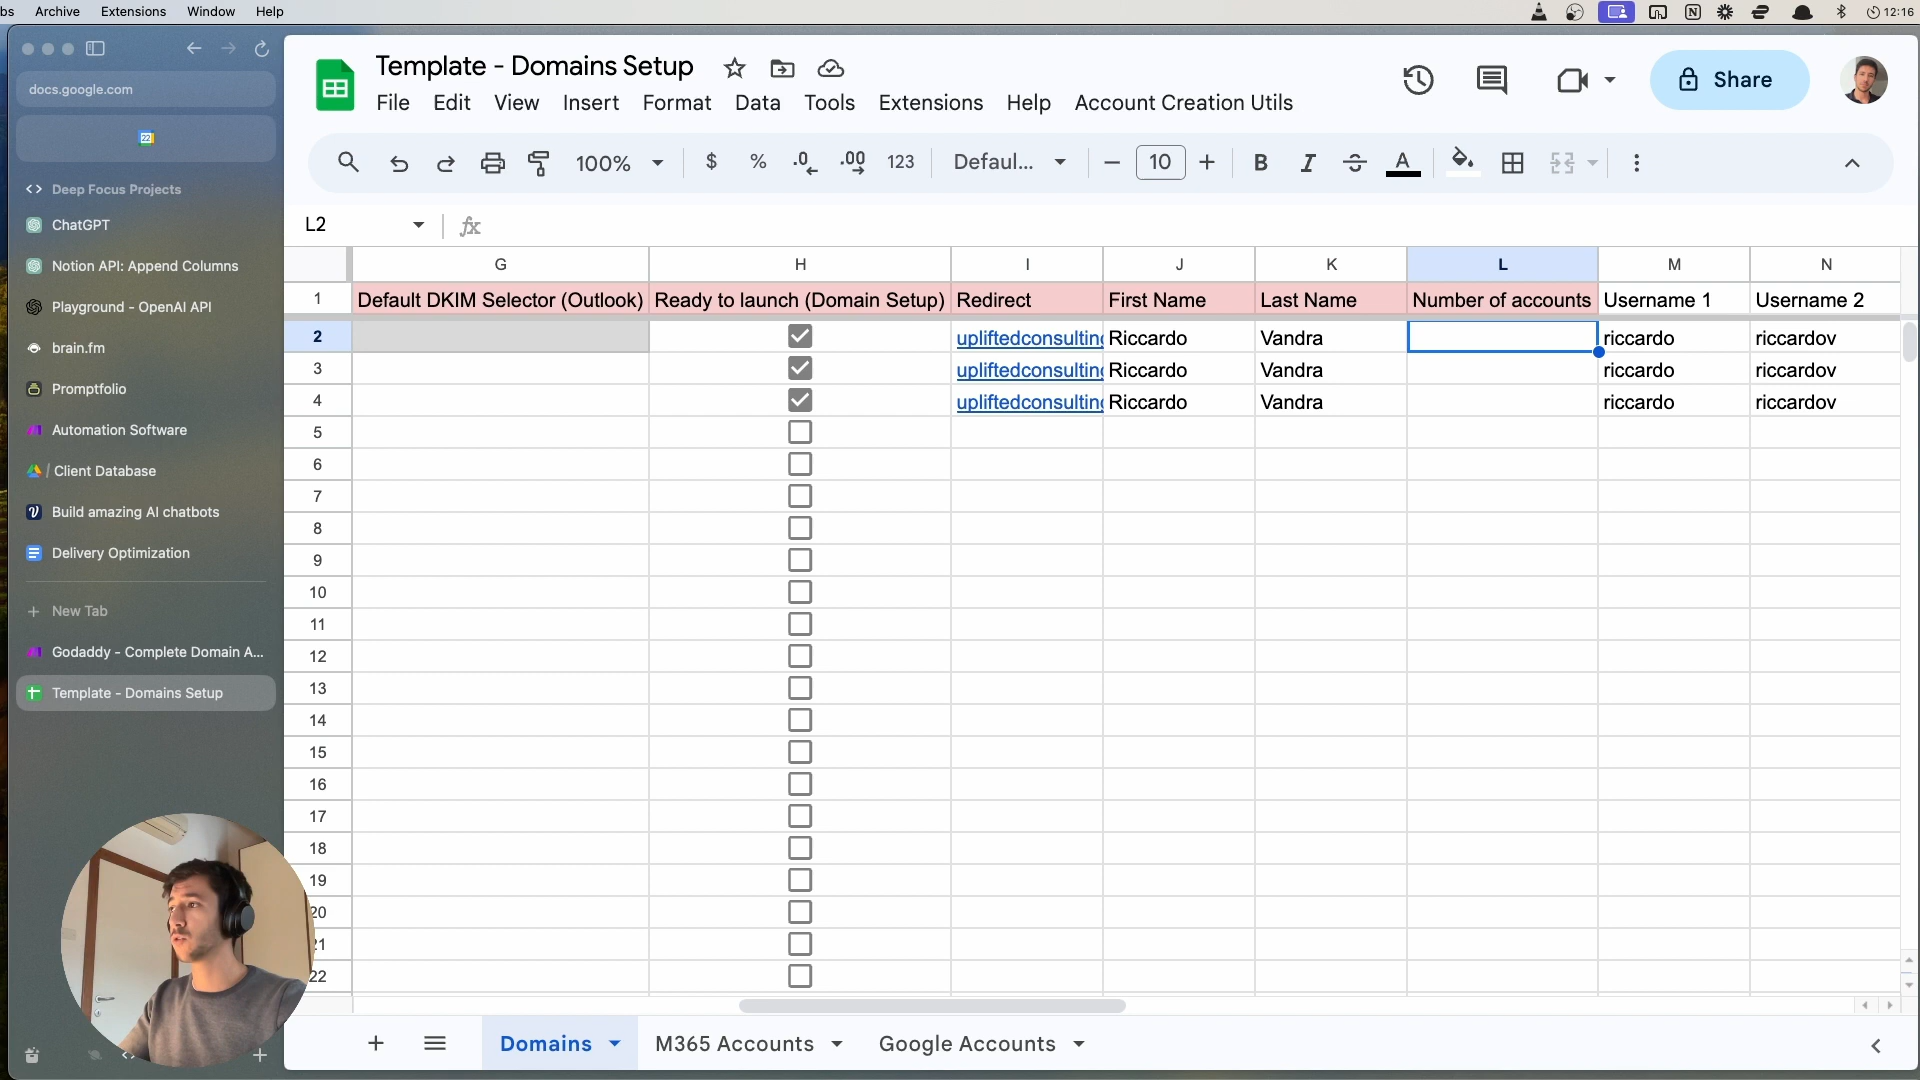 bs Archive Extensions Window Help
12:16
docs.google.com
22
Deep Focus Projects
ChatGPT
Notion API: Append Columns
Playground - OpenAI API
brain.fm
Promptfolio
Automation Software
/ Client Database
Build amazing AI chatbots
Delivery Optimization
+ New Tab
Godaddy - Complete Domain A...
Template - Domains Setup
Template - Domains Setup
File Edit View Insert Format Data Tools Extensions Help Account Creation Utils
Share
100% $ % .0 .00 123 Defaul... − 10 + B I A
L2 fx
G H I J K L M N
1 Default DKIM Selector (Outlook) Ready to launch (Domain Setup) Redirect First Name Last Name Number of accounts Username 1 Username 2
2 upliftedconsulting Riccardo Vandra riccardo riccardov
3 upliftedconsulting Riccardo Vandra riccardo riccardov
4 upliftedconsulting Riccardo Vandra riccardo riccardov
5
6
7
8
9
10
11
12
13
14
15
16
17
18
19
20
21
22
+ Domains M365 Accounts Google Accounts